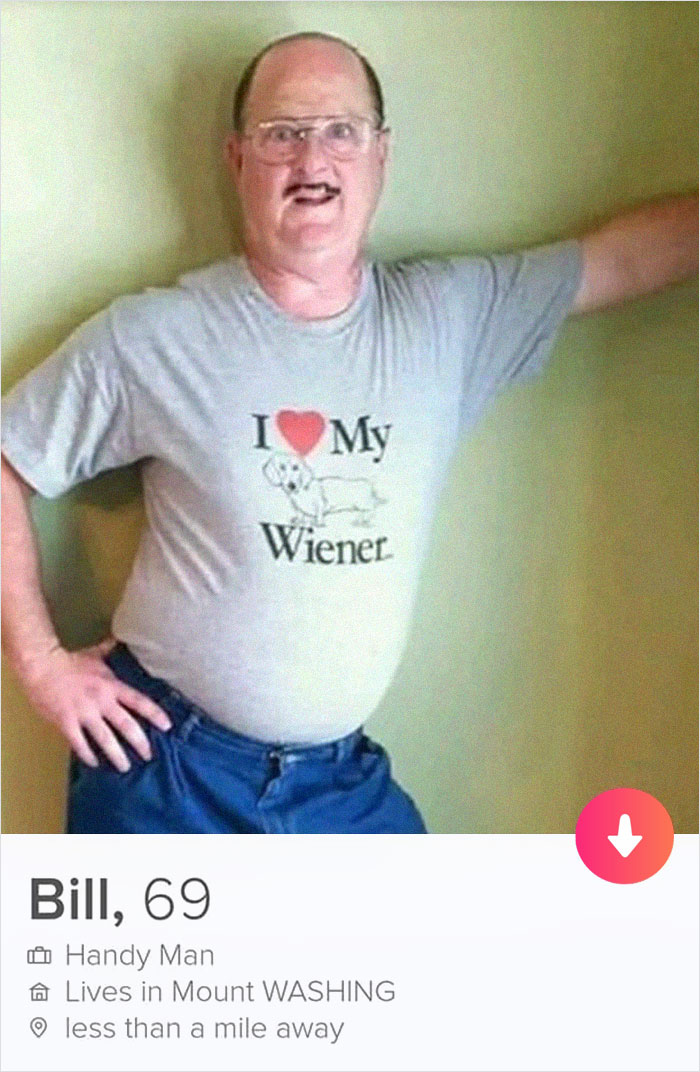 I ❤ My
Wiener
Bill, 69
Handy Man
Lives in Mount WASHING
less than a mile away